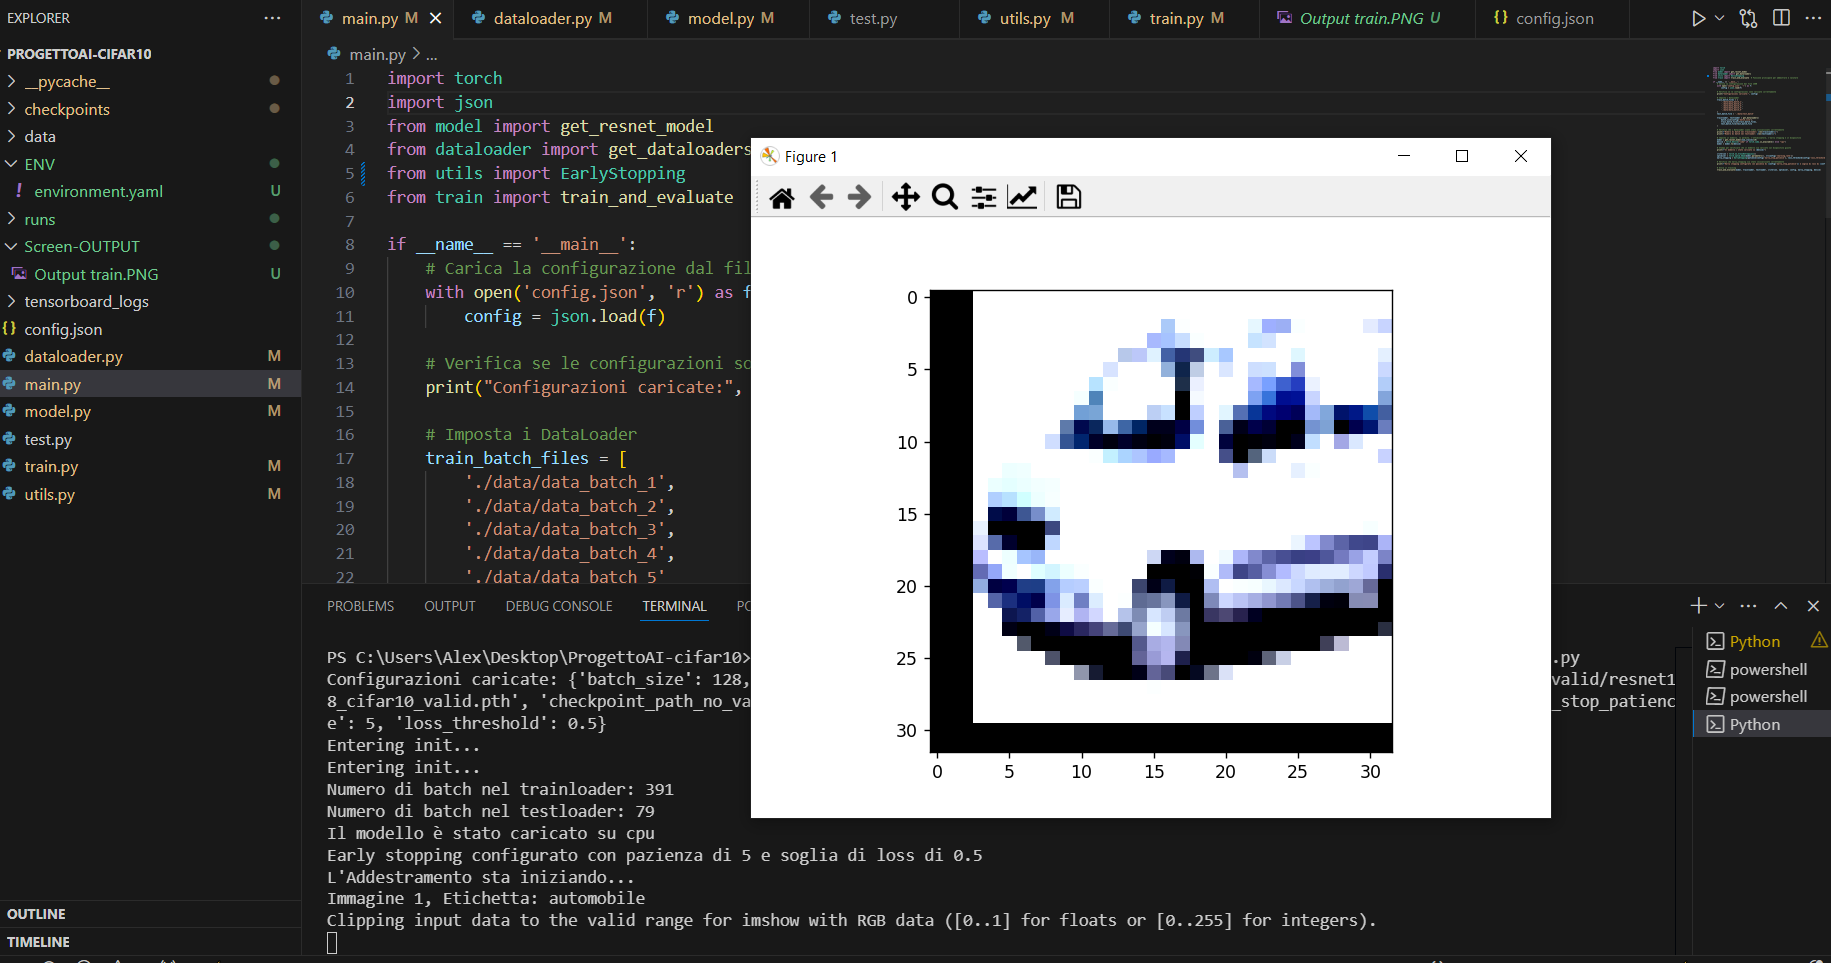 EXPLORER
PROGETTOAI-CIFAR10
__pycache__
checkpoints
data
ENV
! environment.yaml U
runs
Screen-OUTPUT
Output train.PNG U
tensorboard_logs
{} config.json
dataloader.py M
main.py M
model.py M
test.py
train.py M
utils.py M
OUTLINE
TIMELINE
main.py M dataloader.py M model.py M test.py utils.py M train.py M Output train.PNG U {} config.json
main.py > ...
1 import torch
2 import json
3 from model import get_resnet_model
4 from dataloader import get_dataloaders
5 from utils import EarlyStopping
6 from train import train_and_evaluate
7
8 if __name__ == '__main__':
9 # Carica la configurazione dal fil
10 with open('config.json', 'r') as f
11 config = json.load(f)
12
13 # Verifica se le configurazioni so
14 print("Configurazioni caricate:",
15
16 # Imposta i DataLoader
17 train_batch_files = [
18 './data/data_batch_1',
19 './data/data_batch_2',
20 './data/data_batch_3',
21 './data/data_batch_4',
22 './data/data_batch_5'
Figure 1
0
5
10
15
20
25
30
0 5 10 15 20 25 30
PROBLEMS OUTPUT DEBUG CONSOLE TERMINAL PO
PS C:\Users\Alex\Desktop\ProgettoAI-cifar10> .py
Configurazioni caricate: {'batch_size': 128, valid/resnet1
8_cifar10_valid.pth', 'checkpoint_path_no_va _stop_patienc
e': 5, 'loss_threshold': 0.5}
Entering init...
Entering init...
Numero di batch nel trainloader: 391
Numero di batch nel testloader: 79
Il modello è stato caricato su cpu
Early stopping configurato con pazienza di 5 e soglia di loss di 0.5
L'Addestramento sta iniziando...
Immagine 1, Etichetta: automobile
Clipping input data to the valid range for imshow with RGB data ([0..1] for floats or [0..255] for integers).
Python
powershell
powershell
Python